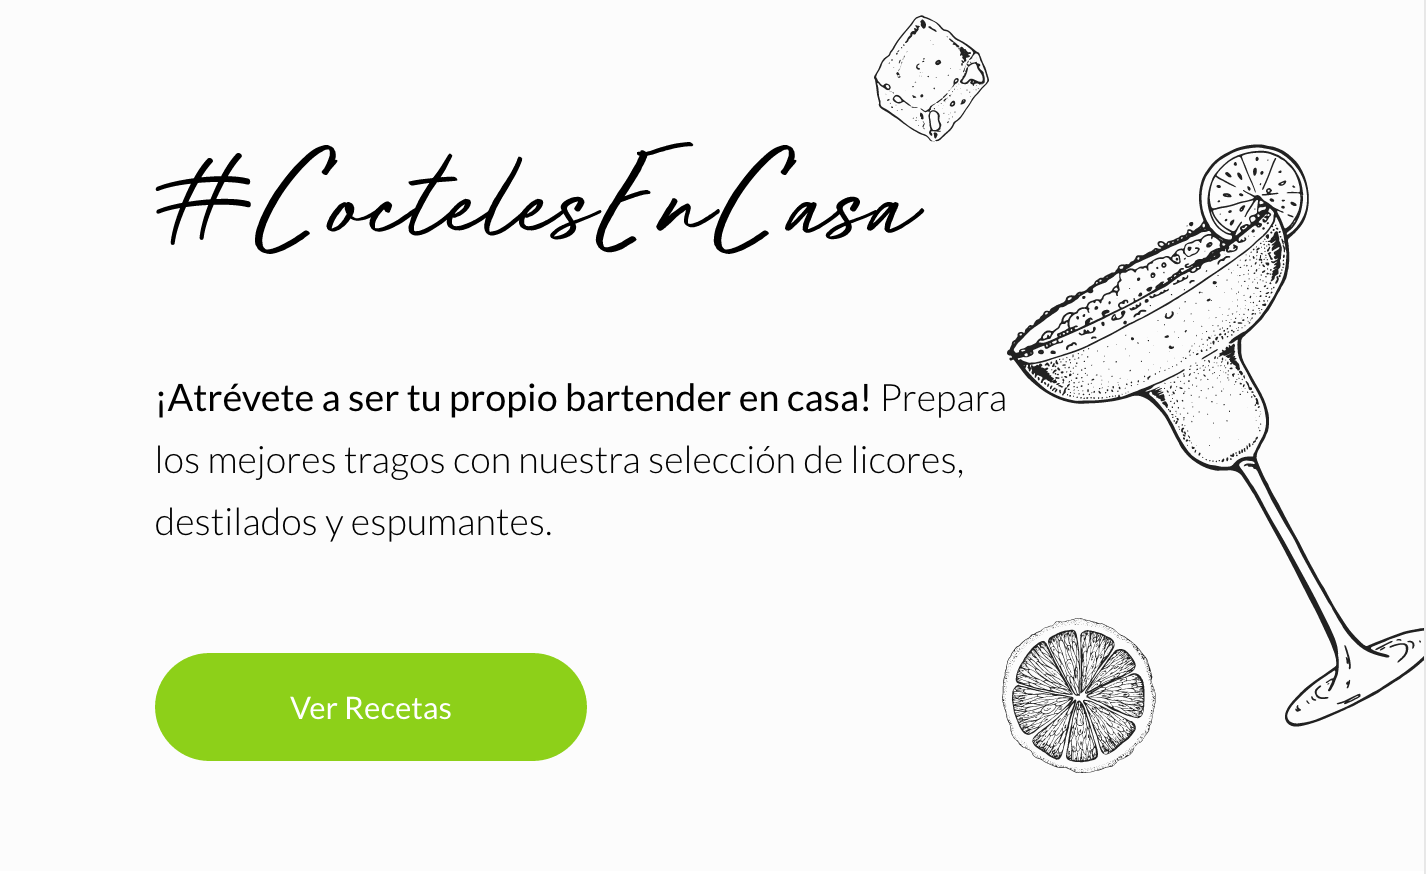 #CoctelesEnCasa
¡Atrévete a ser tu propio bartender en casa! Prepara
los mejores tragos con nuestra selección de licores,
destilados y espumantes.
Ver Recetas